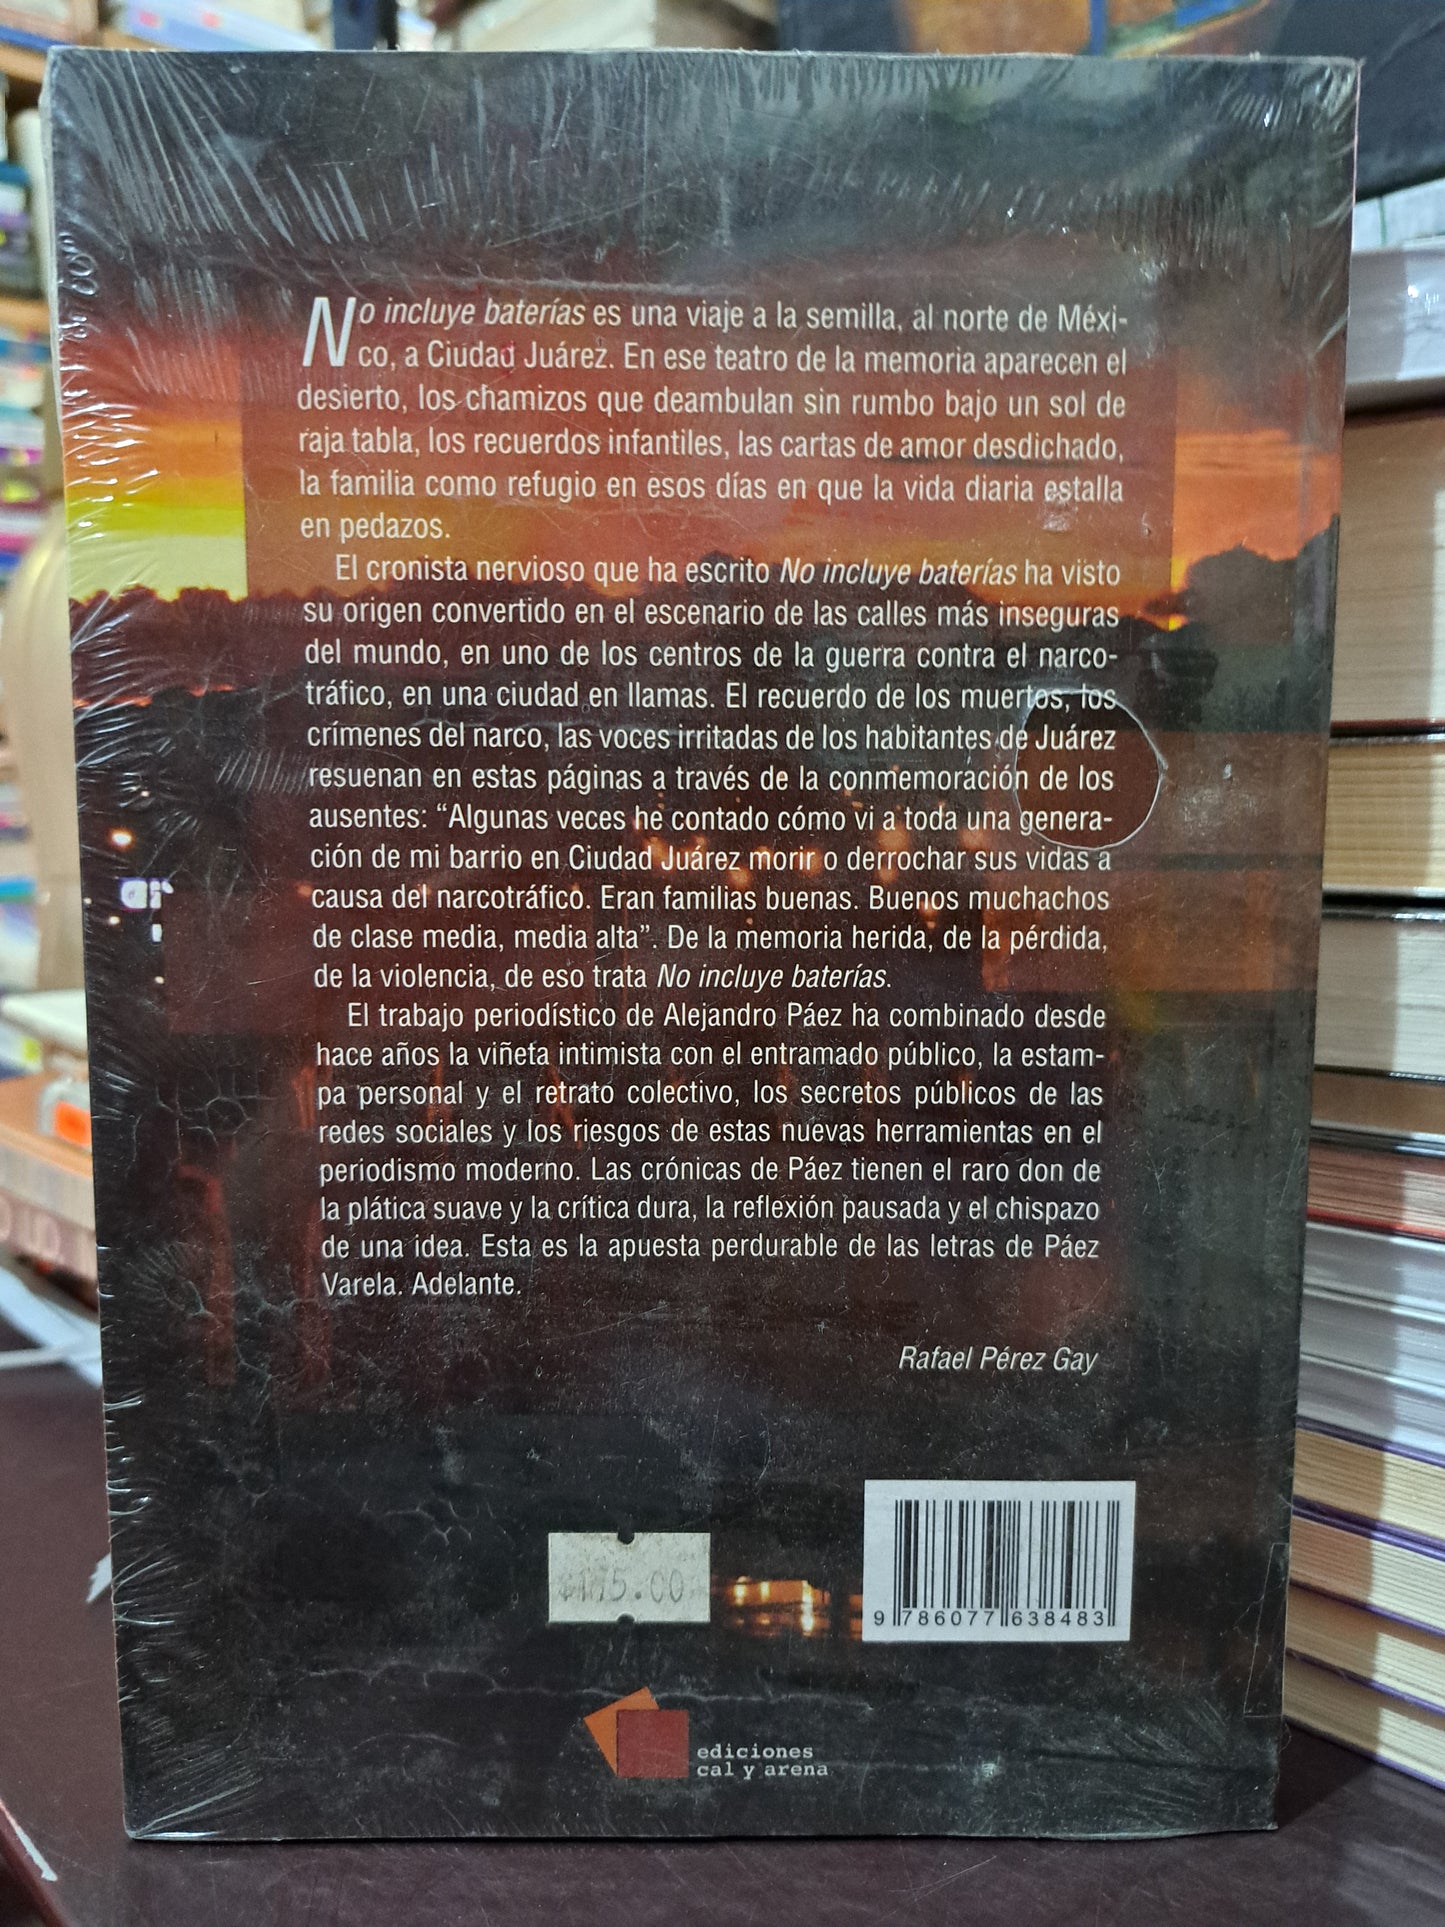 No incluye baterías es una viaje a la semilla, al norte de Méxi-
co, a Ciudad Juárez. En ese teatro de la memoria aparecen el
desierto, los chamizos que deambulan sin rumbo bajo un sol de
raja tabla, los recuerdos infantiles, las cartas de amor desdichado,
la familia como refugio en esos días en que la vida diaria estalla
en pedazos.
El cronista nervioso que ha escrito No incluye baterías ha visto
su origen convertido en el escenario de las calles más inseguras
del mundo, en uno de los centros de la guerra contra el narco-
tráfico, en una ciudad en llamas. El recuerdo de los muertos, los
crímenes del narco, las voces irritadas de los habitantes de Juárez
resuenan en estas páginas a través de la conmemoración de los
ausentes: “Algunas veces he contado cómo vi a toda una genera-
ción de mi barrio en Ciudad Juárez morir o derrochar sus vidas a
causa del narcotráfico. Eran familias buenas. Buenos muchachos
de clase media, media alta”. De la memoria herida, de la pérdida,
de la violencia, de eso trata No incluye baterías.
El trabajo periodístico de Alejandro Páez ha combinado desde
hace años la viñeta intimista con el entramado público, la estam-
pa personal y el retrato colectivo, los secretos públicos de las
redes sociales y los riesgos de estas nuevas herramientas en el
periodismo moderno. Las crónicas de Páez tienen el raro don de
la plática suave y la crítica dura, la reflexión pausada y el chispazo
de una idea. Esta es la apuesta perdurable de las letras de Páez
Varela. Adelante.
Rafael Pérez Gay
9 786077 638483
ediciones
cal y arena